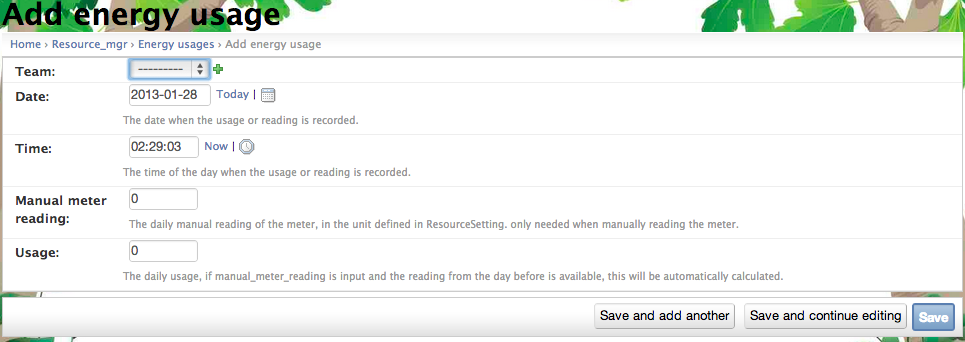 Add energy usage
Home › Resource_mgr › Energy usages › Add energy usage
Team: ---------
Date: 2013-01-28 Today |
The date when the usage or reading is recorded.
Time: 02:29:03 Now |
The time of the day when the usage or reading is recorded.
Manual meter reading: 0
The daily manual reading of the meter, in the unit defined in ResourceSetting. only needed when manually reading the meter.
Usage: 0
The daily usage, if manual_meter_reading is input and the reading from the day before is available, this will be automatically calculated.
Save and add another Save and continue editing Save